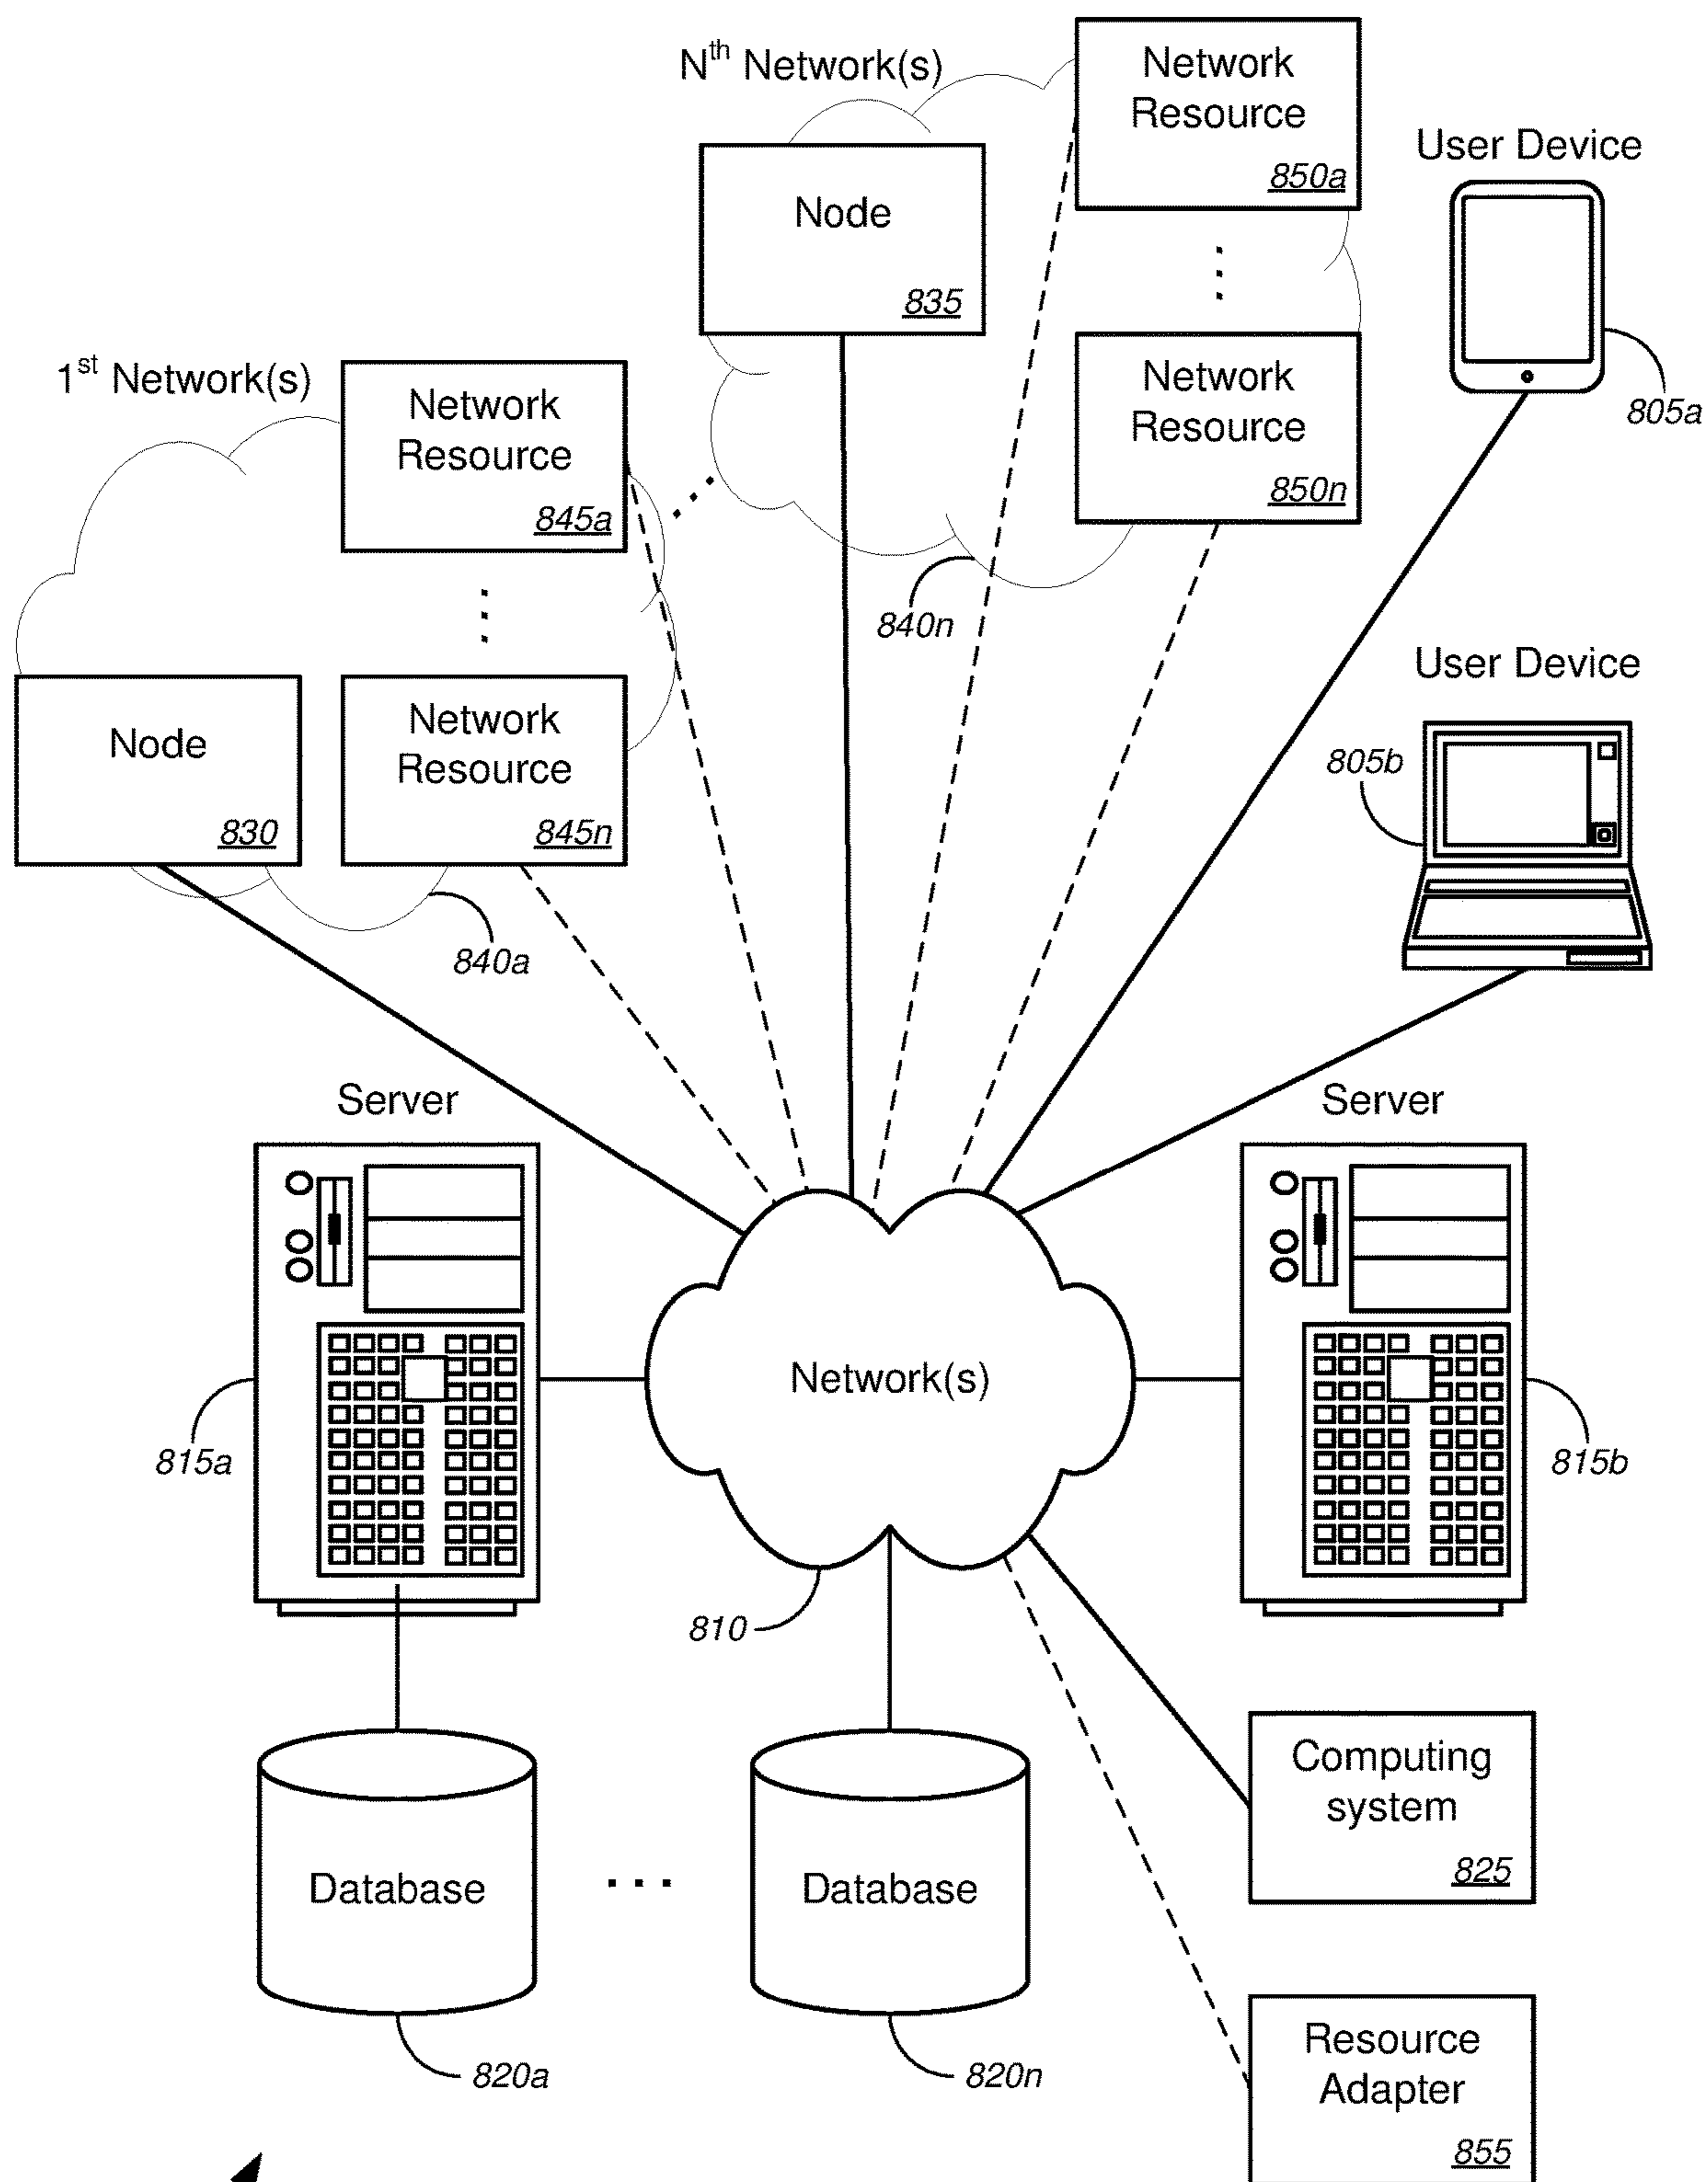 Nth Network(s)
Network
Resource
850a
User Device
Node
835
805a
1st Network(s)
Network
Resource
845a
Network
Resource
850n
840n
User Device
Node
830
Network
Resource
845n
805b
840a
Server
Server
Network(s)
815a
815b
810
Computing
system
825
Database
Database
820a
820n
Resource
Adapter
855